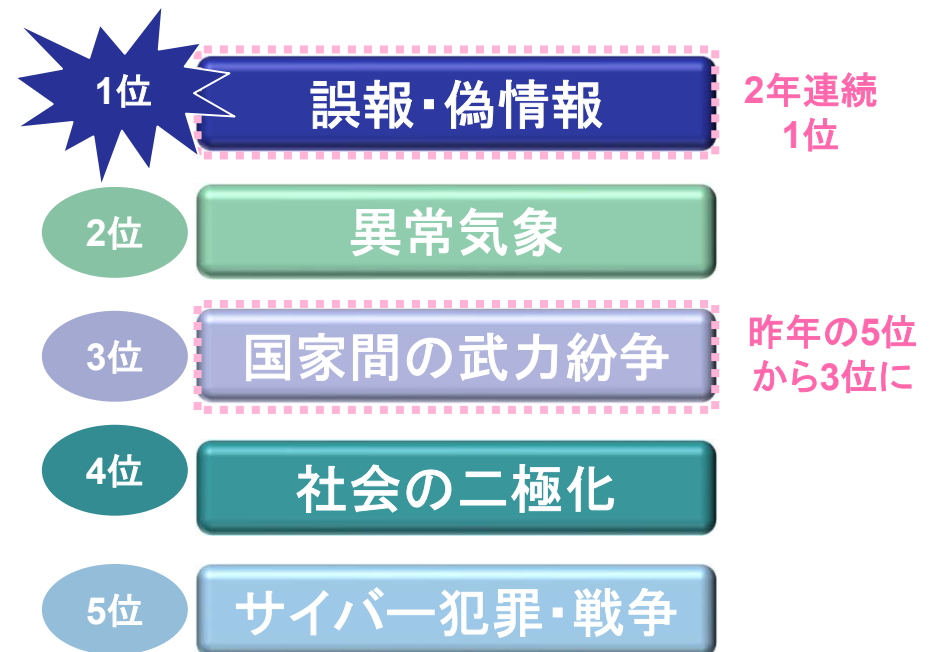 1位
誤報・偽情報
2年連続
1位
2位
異常気象
3位
国家間の武力紛争
昨年の5位
から3位に
4位
社会の二極化
5位
サイバー犯罪・戦争